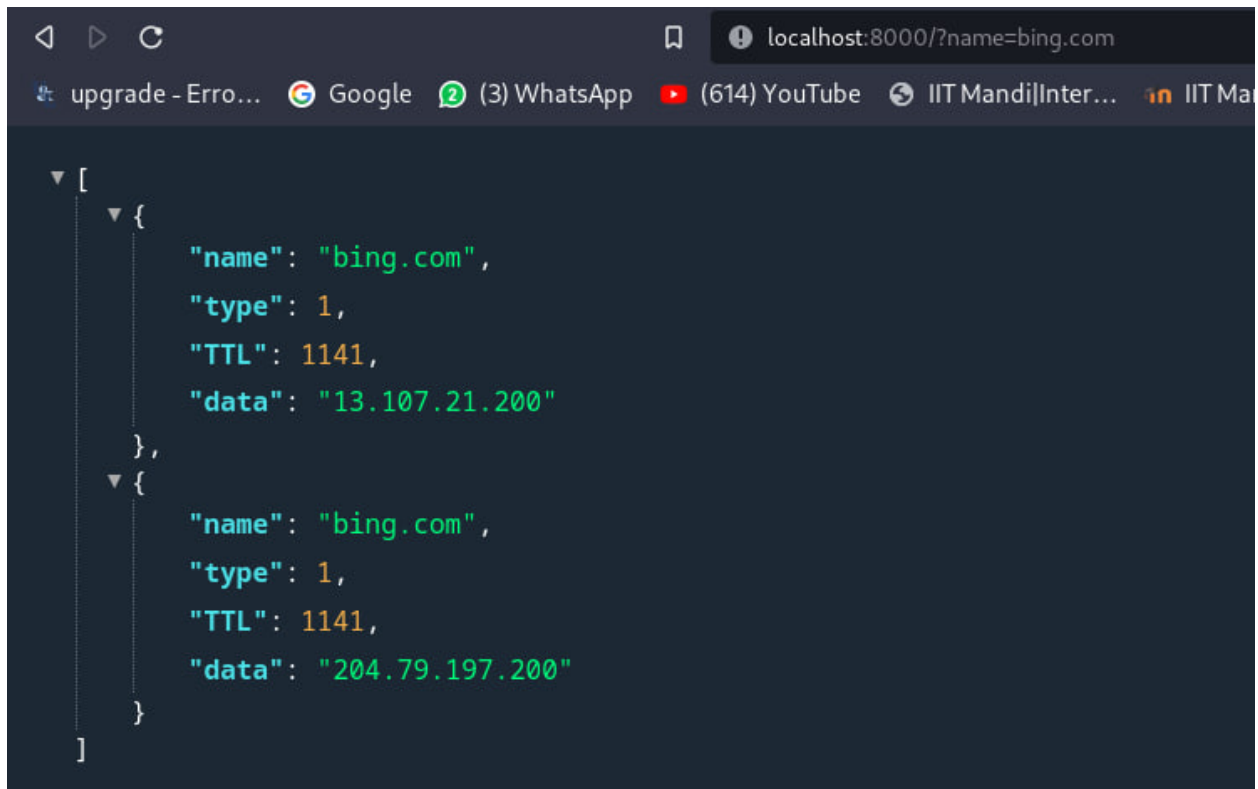 localhost:8000/?name=bing.com
upgrade - Erro... Google (3) WhatsApp (614) YouTube IIT Mandi|Inter... IIT Mar
[
{
"name": "bing.com",
"type": 1,
"TTL": 1141,
"data": "13.107.21.200"
},
{
"name": "bing.com",
"type": 1,
"TTL": 1141,
"data": "204.79.197.200"
}
]